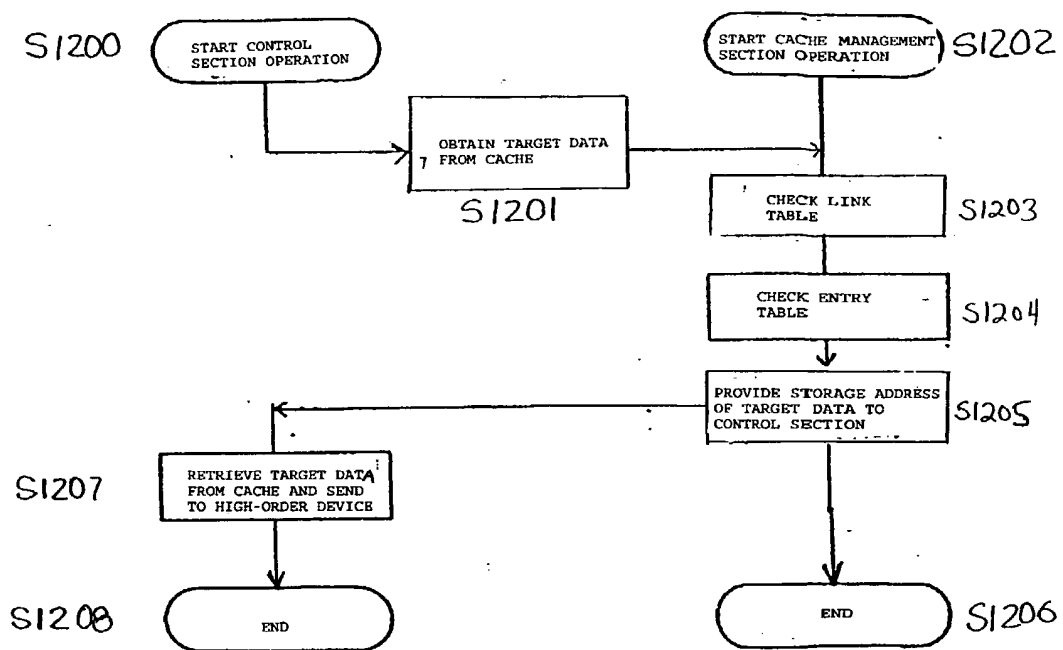 S1200
START CONTROL
SECTION OPERATION
START CACHE MANAGEMENT
SECTION OPERATION
S1202
OBTAIN TARGET DATA
FROM CACHE
S1201
CHECK LINK
TABLE
S1203
CHECK ENTRY
TABLE
S1204
PROVIDE STORAGE ADDRESS
OF TARGET DATA TO
CONTROL SECTION
S1205
S1207
RETRIEVE TARGET DATA
FROM CACHE AND SEND
TO HIGH-ORDER DEVICE
S1208
END
END
S1206